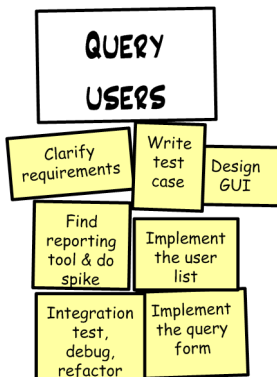 QUERY
USERS
Clarify
requirements
Write
test
case
Design
GUI
Find
reporting
tool & do
spike
Implement
the user
list
Integration
test,
debug,
refactor
Implement
the query
form